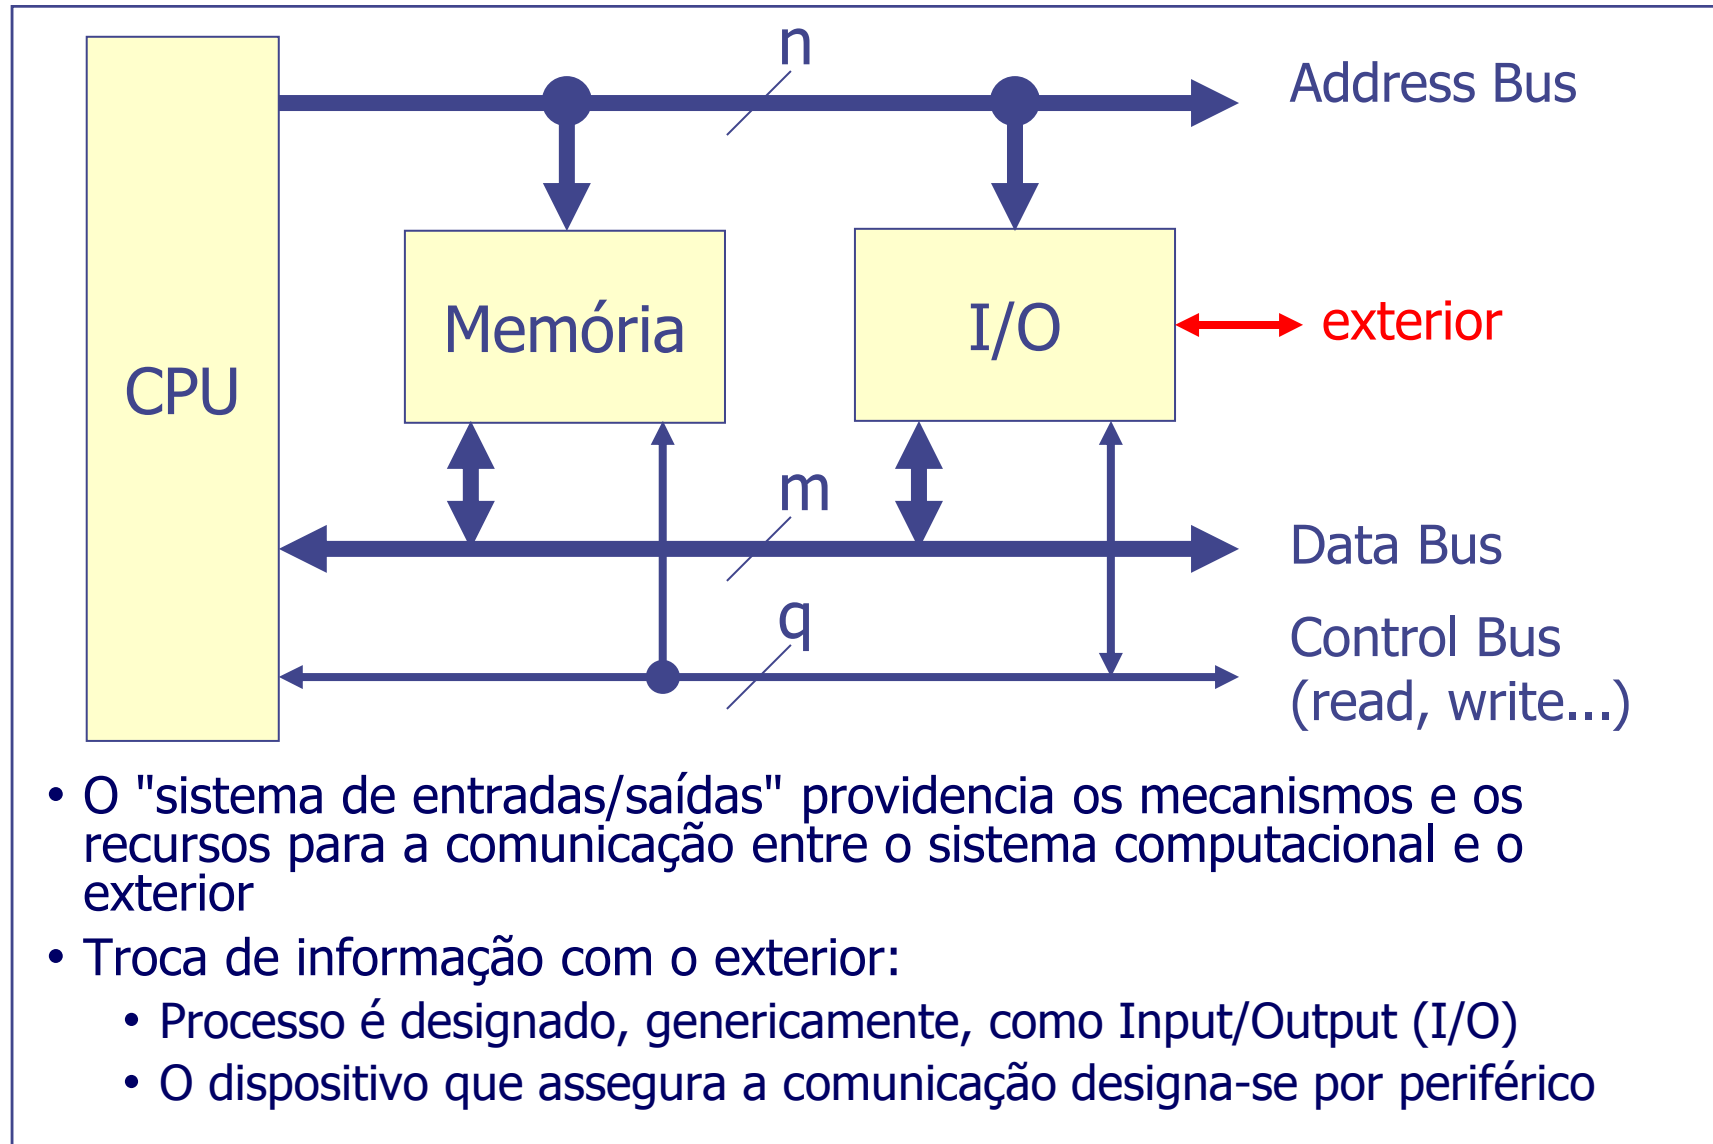 n
Address Bus
CPU
Memória
I/O
exterior
m
Data Bus
q
Control Bus
(read, write...)
• O "sistema de entradas/saídas" providencia os mecanismos e os
recursos para a comunicação entre o sistema computacional e o
exterior
• Troca de informação com o exterior:
• Processo é designado, genericamente, como Input/Output (I/O)
• O dispositivo que assegura a comunicação designa-se por periférico